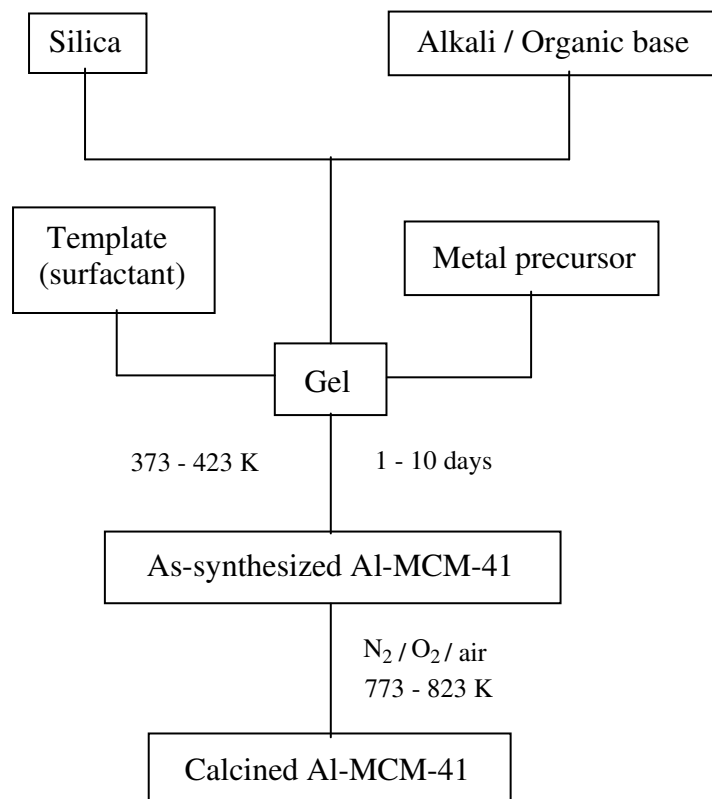 Silica
Alkali / Organic base
Template
(surfactant)
Metal precursor
Gel
373 - 423 K
1 - 10 days
As-synthesized Al-MCM-41
N₂ / O₂ / air
773 - 823 K
Calcined Al-MCM-41